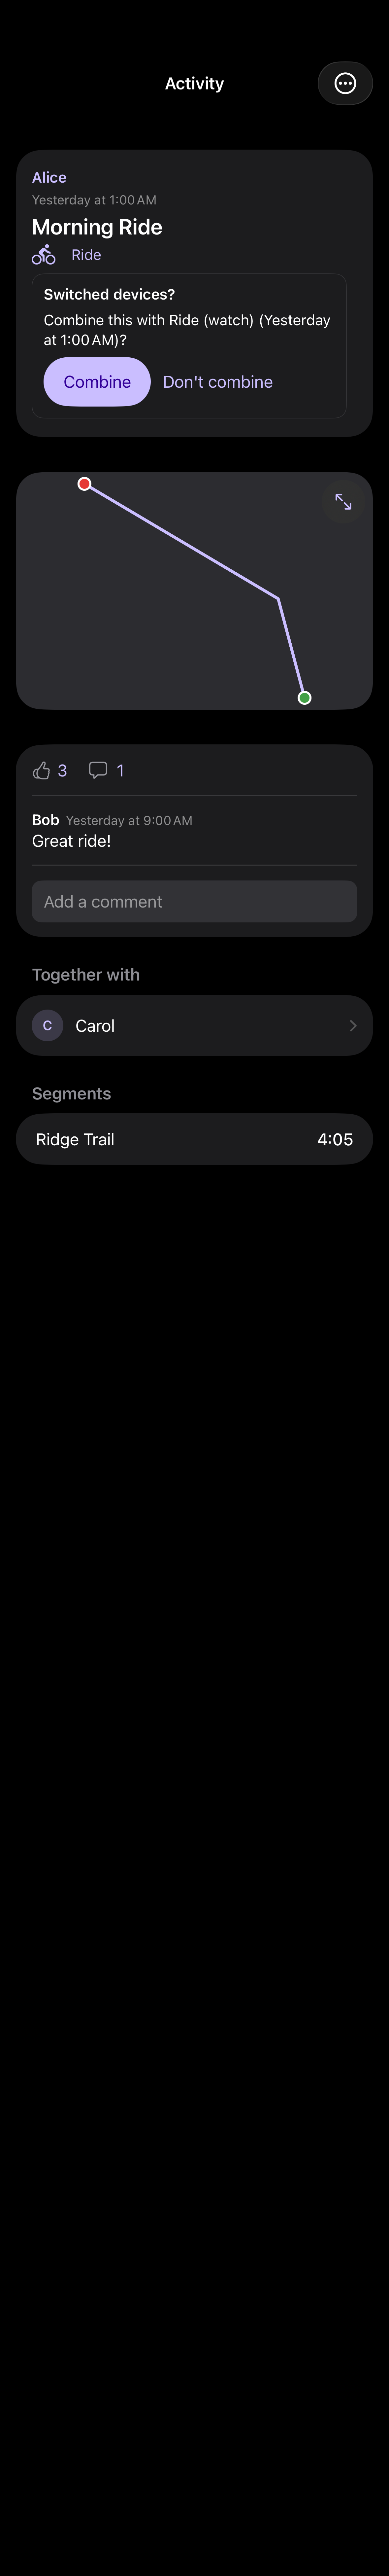 Activity
Alice
Yesterday at 1:00 AM
Morning Ride
Ride
Switched devices?
Combine this with Ride (watch) (Yesterday
at 1:00 AM)?
Combine Don't combine
3 1
Bob Yesterday at 9:00 AM
Great ride!
Add a comment
Together with
C Carol
Segments
Ridge Trail 4:05